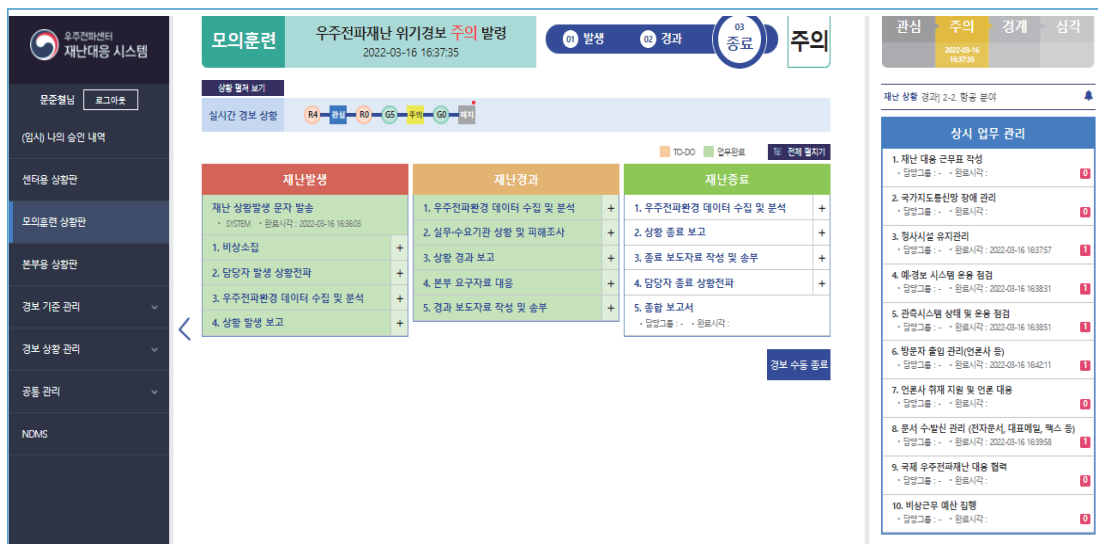 우주전파센터
재난대응 시스템
문준철님 로그아웃
(임시) 나의 승인 내역
센터용 상황판
모의훈련 상황판
본부용 상황판
경보 기준 관리
경보 상황 관리
공통 관리
NDMS
모의훈련
우주전파재난 위기경보 주의 발령
2022-03-16 16:37:35
01 발생
02 경과
03
종료
주의
상황 펼쳐 보기
실시간 경보 상황
R4 관심 R0 G5 주의 G0 해지
TO-DO 업무완료 전체 펼치기
재난발생
재난 상황발생 문자 발송
· SYSTEM · 완료시각 : 2022-03-16 16:36:03
1. 비상소집 +
2. 담당자 발생 상황전파 +
3. 우주전파환경 데이터 수집 및 분석 +
4. 상황 발생 보고 +
재난경과
1. 우주전파환경 데이터 수집 및 분석 +
2. 실무·수요기관 상황 및 피해조사 +
3. 상황 경과 보고 +
4. 본부 요구자료 대응 +
5. 경과 보도자료 작성 및 송부 +
재난종료
1. 우주전파환경 데이터 수집 및 분석 +
2. 상황 종료 보고 +
3. 종료 보도자료 작성 및 송부 +
4. 담당자 종료 상황전파 +
5. 종합 보고서
· 담당그룹 : - · 완료시각 :
경보 수동 종료
관심 주의 경계 심각
2022-03-16
16:37:35
재난 상황 경과| 2-2. 항공 분야
상시 업무 관리
1. 재난 대응 근무표 작성
· 담당그룹 : - · 완료시각 : 0
2. 국가지도통신망 장애 관리
· 담당그룹 : - · 완료시각 : 0
3. 청사시설 유지관리
· 담당그룹 : - · 완료시각 : 2022-03-16 16:37:57 1
4. 예·경보 시스템 운용 점검
· 담당그룹 : - · 완료시각 : 2022-03-16 16:38:31 1
5. 관측시스템 상태 및 운용 점검
· 담당그룹 : - · 완료시각 : 2022-03-16 16:38:51 1
6. 방문자 출입 관리(언론사 등)
· 담당그룹 : - · 완료시각 : 2022-03-16 16:42:11 1
7. 언론사 취재 지원 및 언론 대응
· 담당그룹 : - · 완료시각 : 0
8. 문서 수·발신 관리 (전자문서, 대표메일, 팩스 등)
· 담당그룹 : - · 완료시각 : 2022-03-16 16:39:58 1
9. 국제 우주전파재난 대응 협력
· 담당그룹 : - · 완료시각 : 0
10. 비상근무 예산 집행
· 담당그룹 : - · 완료시각 : 0